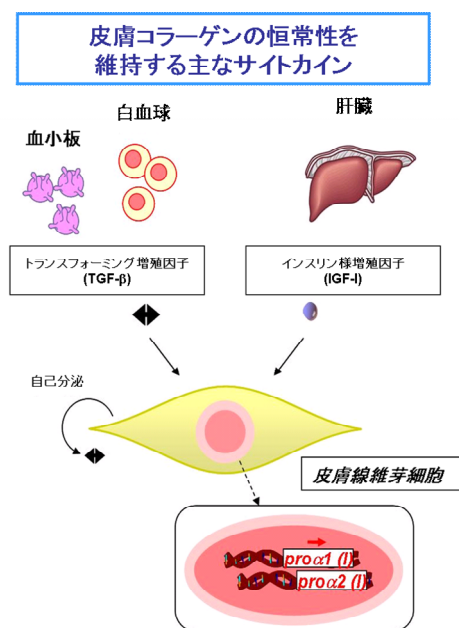 皮膚コラーゲンの恒常性を
維持する主なサイトカイン
白血球
肝臓
血小板
トランスフォーミング増殖因子
(TGF-β)
インスリン様増殖因子
(IGF-I)
自己分泌
皮膚線維芽細胞
proα1 (I)
proα2 (I)